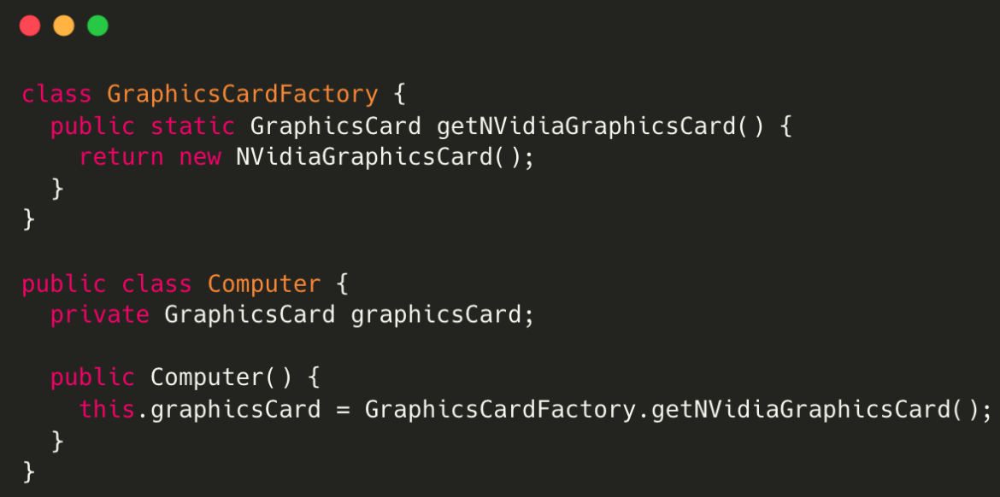 class GraphicsCardFactory {
  public static GraphicsCard getNVidiaGraphicsCard() {
    return new NVidiaGraphicsCard();
  }
}

public class Computer {
  private GraphicsCard graphicsCard;

  public Computer() {
    this.graphicsCard = GraphicsCardFactory.getNVidiaGraphicsCard();
  }
}